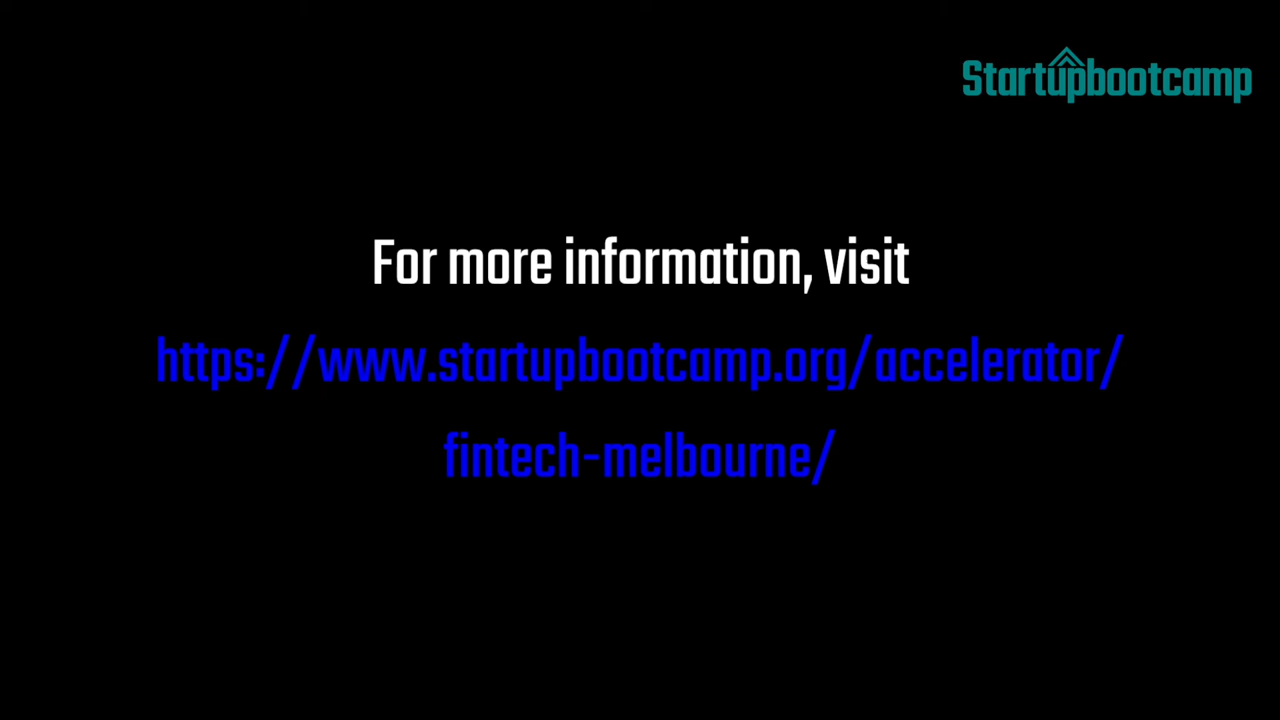 Startupbootcamp
For more information, visit
https://www.startupbootcamp.org/accelerator/
fintech-melbourne/